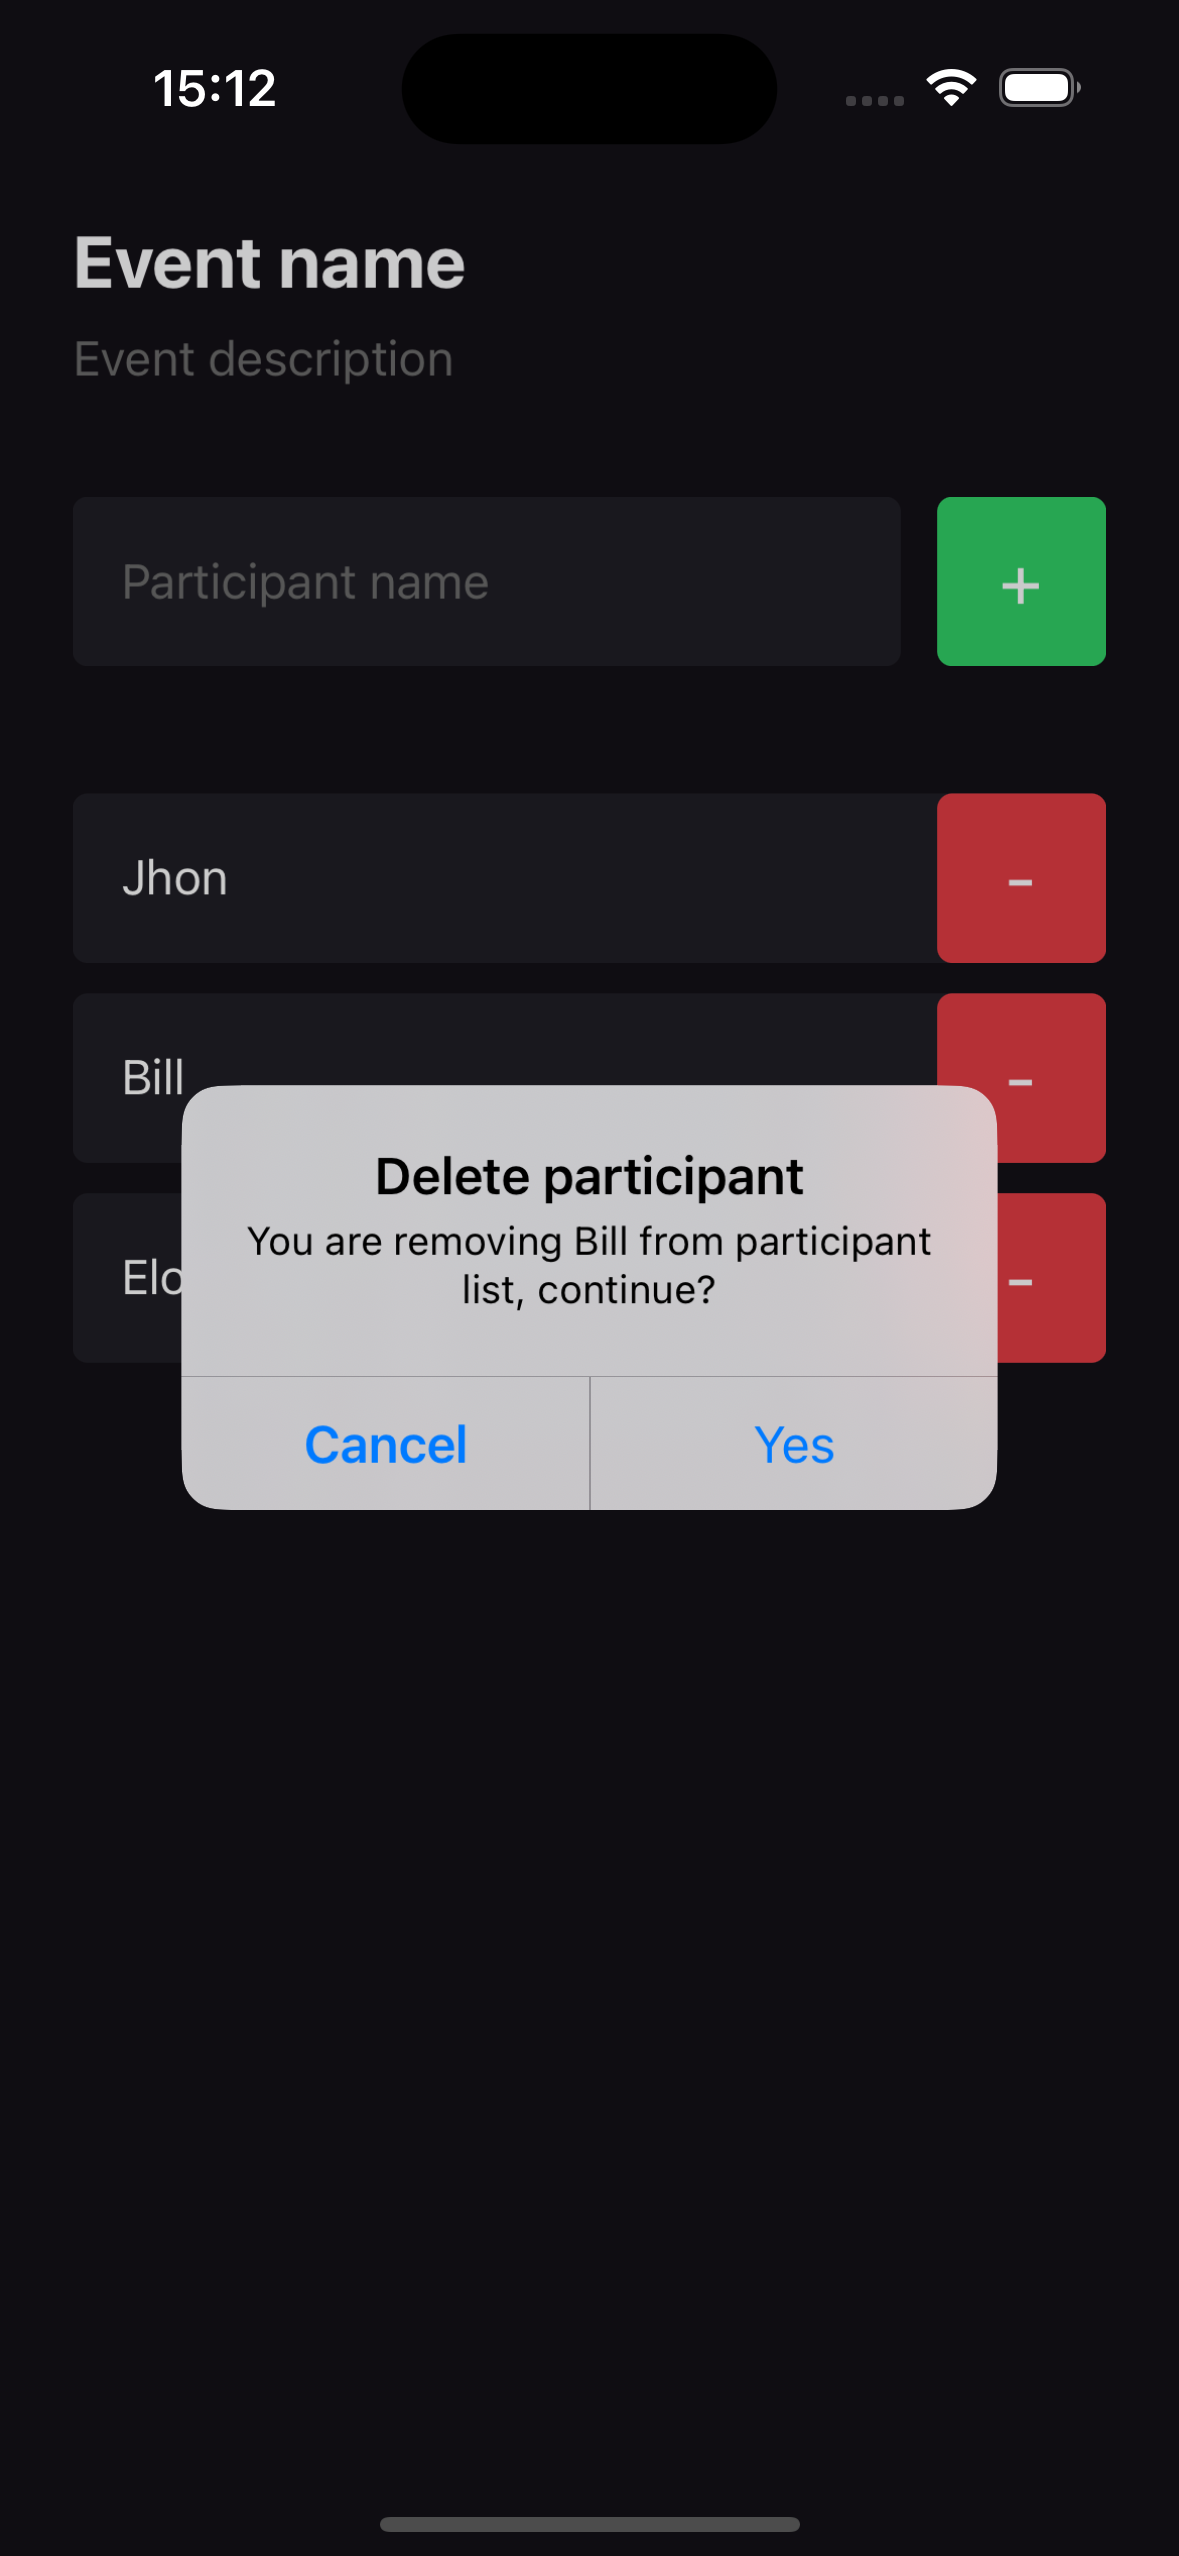 15:12
Event name
Event description
Participant name
+
Jhon
-
Bill
-
-
Delete participant
You are removing Bill from participant
list, continue?
Cancel
Yes